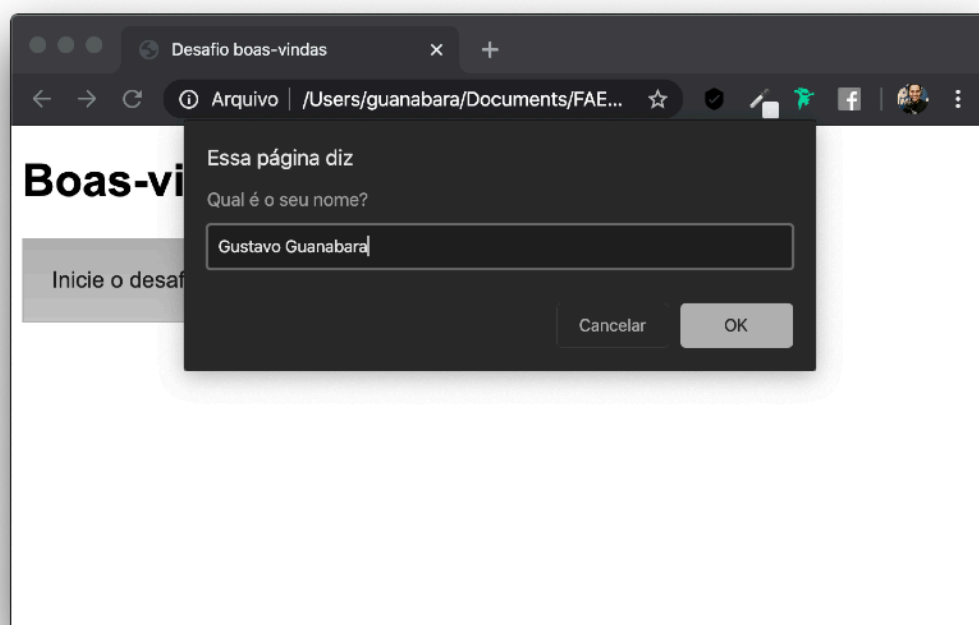 Desafio boas-vindas
Arquivo /Users/guanabara/Documents/FAE...
Essa página diz
Boas-vi
Qual é o seu nome?
Gustavo Guanabara
Inicie o desaf
Cancelar OK